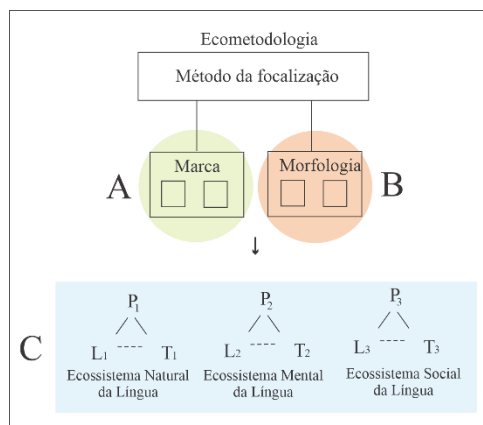 Ecometodologia
Método da focalização
A
Marca
Morfologia
B
↓
C
P1
P2
P3
L1 ---- T1
L2 ---- T2
L3 ---- T3
Ecossistema Natural
da Língua
Ecossistema Mental
da Língua
Ecossistema Social
da Língua